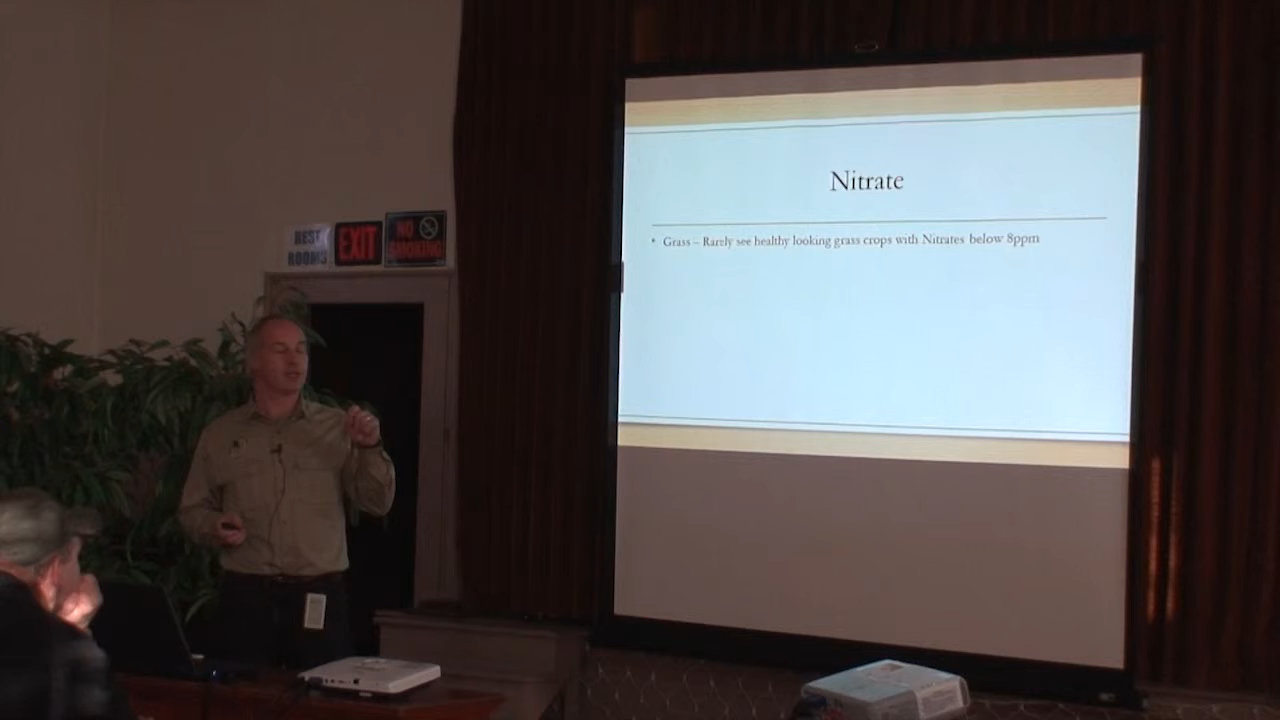 Nitrate
• Grass – Rarely see healthy looking grass crops with Nitrates below 8ppm
REST
ROOMS
EXIT
NO
SMOKING